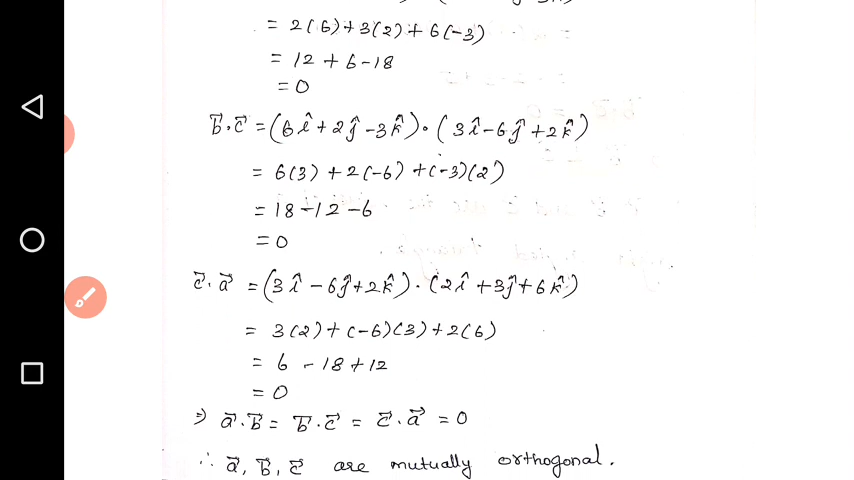 = 2(6)+3(2)+6(-3)
= 12+6-18
= 0
b⃗.c⃗ = (6î+2ĵ-3k̂).(3î-6ĵ+2k̂)
= 6(3)+2(-6)+(-3)(2)
= 18-12-6
= 0
c⃗.a⃗ = (3î-6ĵ+2k̂).(2î+3ĵ+6k̂)
= 3(2)+(-6)(3)+2(6)
= 6-18+12
= 0
⇒ a⃗.b⃗ = b⃗.c⃗ = c⃗.a⃗ = 0
∴ a⃗, b⃗, c⃗ are mutually orthogonal.